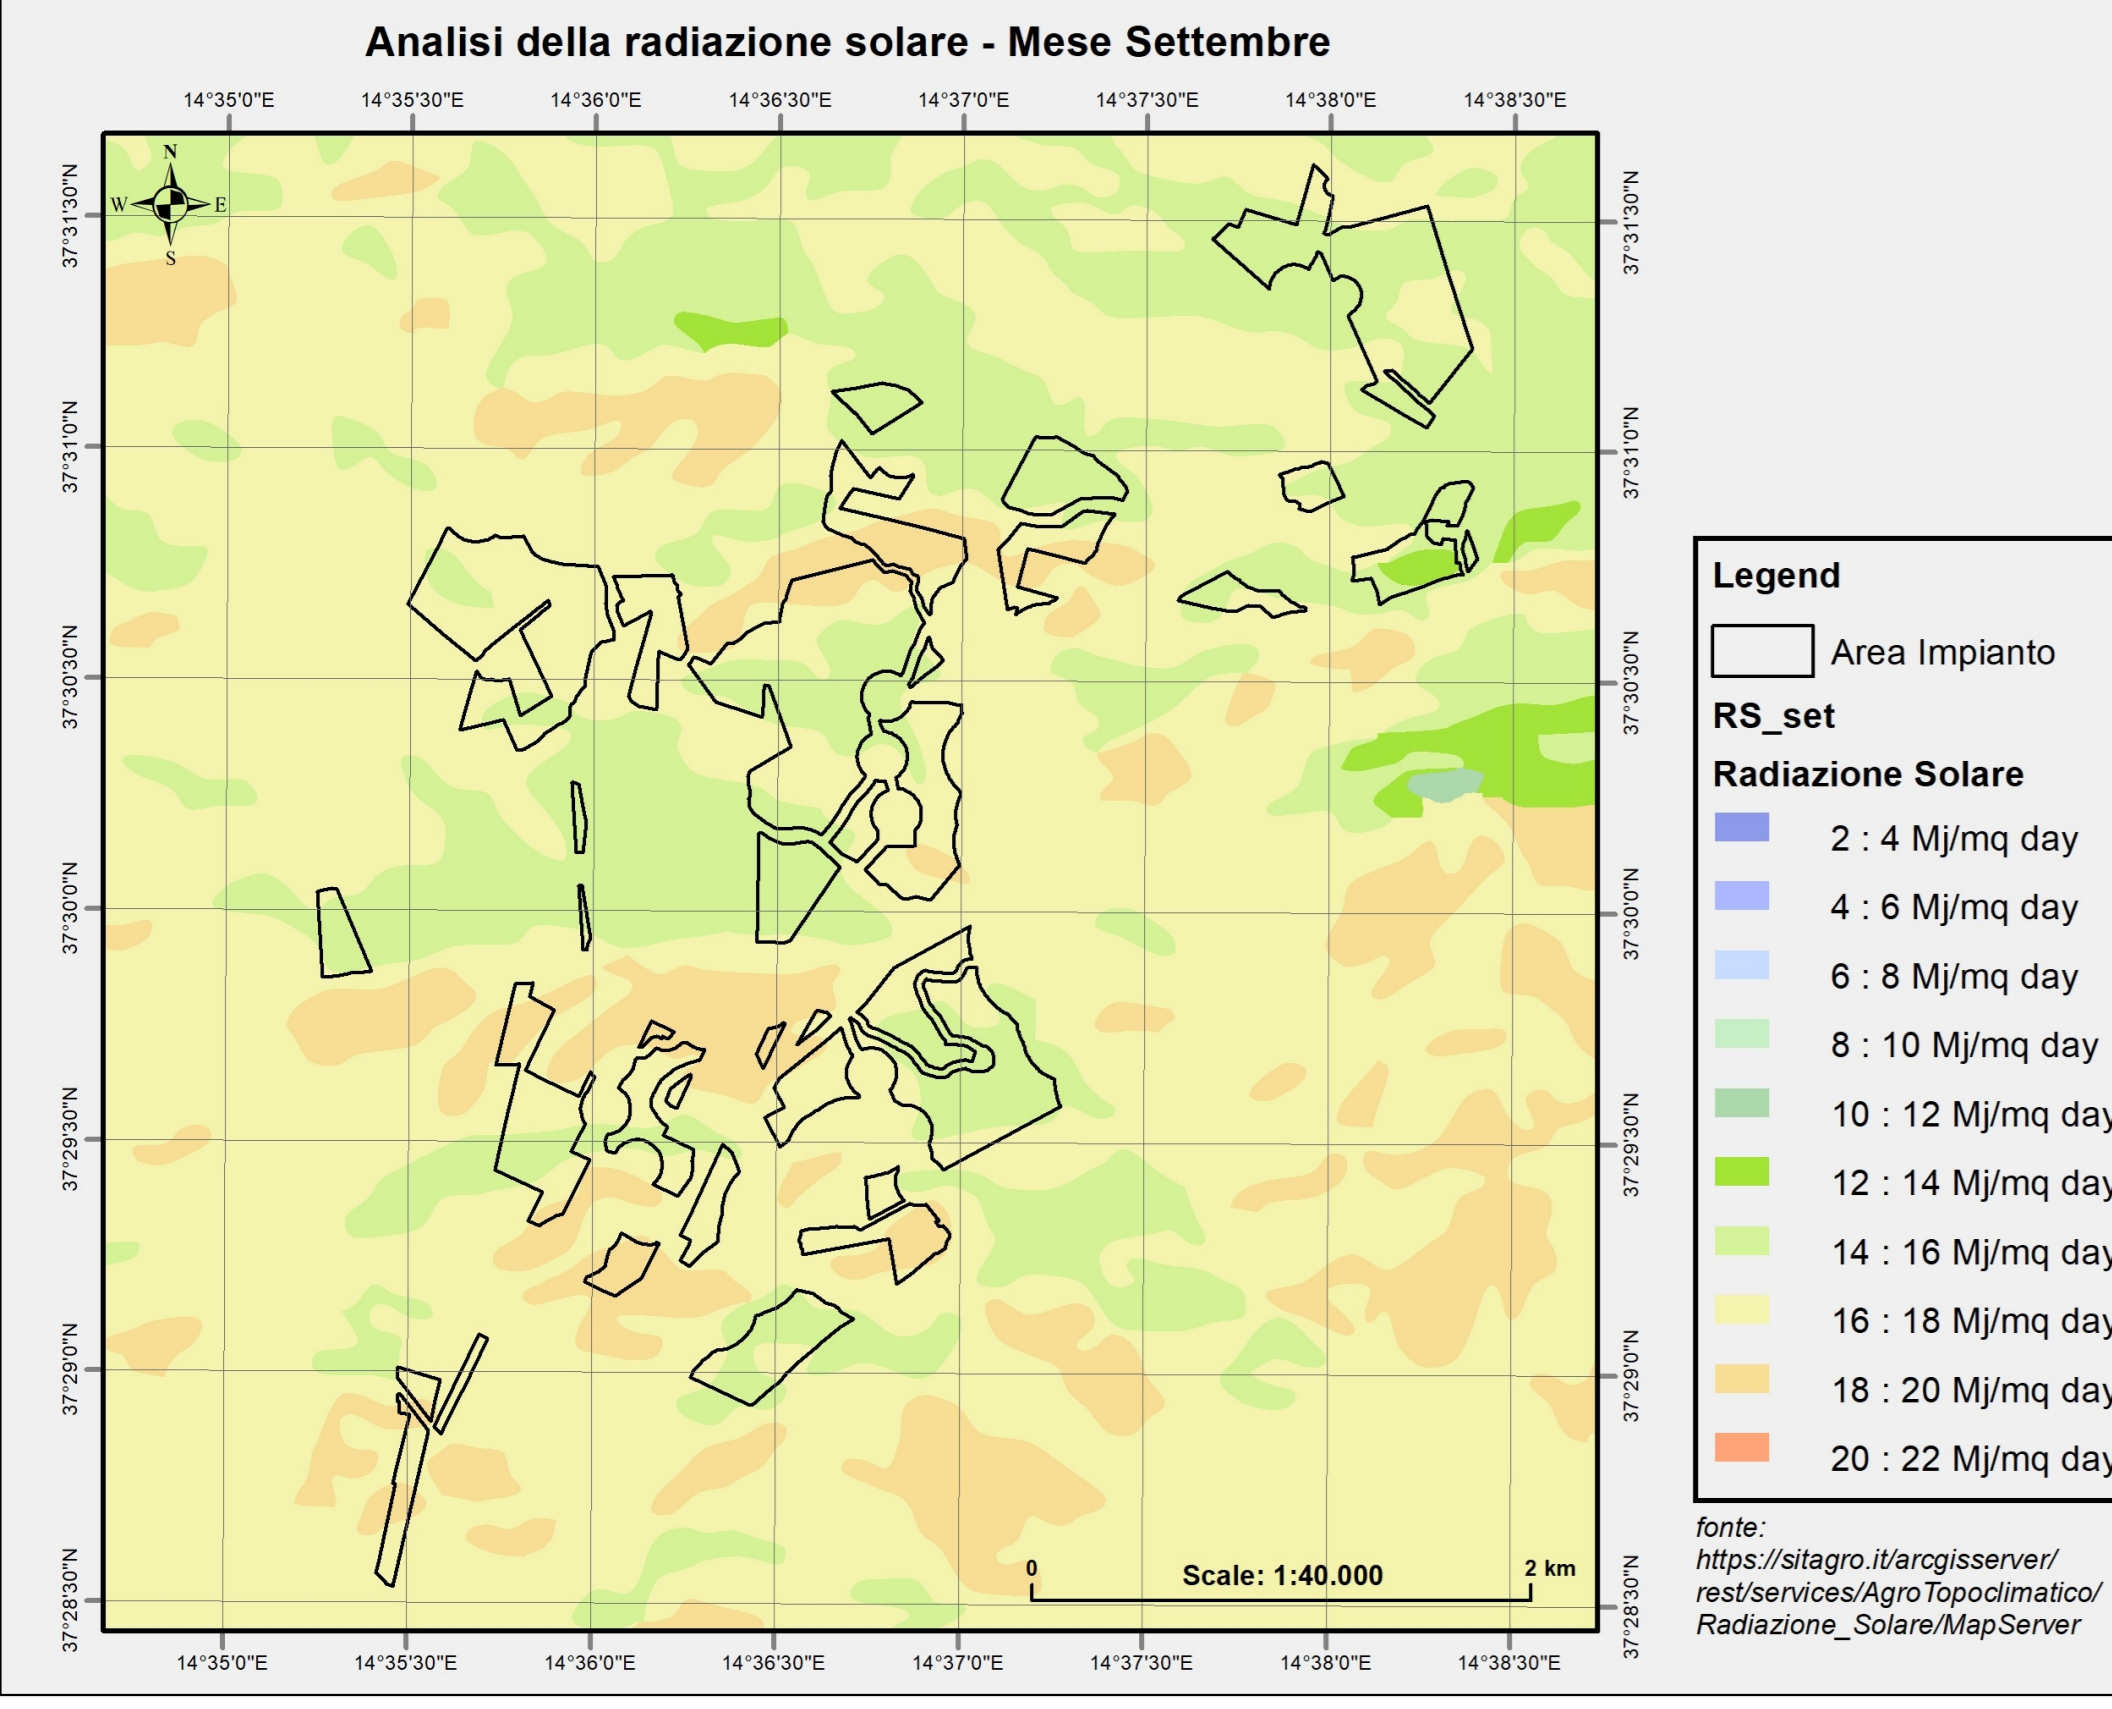 Analisi della radiazione solare - Mese Settembre
14°35'0"E 14°35'30"E 14°36'0"E 14°36'30"E 14°37'0"E 14°37'30"E 14°38'0"E 14°38'30"E
N
W E
S
37°31'30"N
37°31'0"N
37°30'30"N
37°30'0"N
37°29'30"N
37°29'0"N
37°28'30"N
37°31'30"N
37°31'0"N
37°30'30"N
37°30'0"N
37°29'30"N
37°29'0"N
37°28'30"N
0 Scale: 1:40.000 2 km
14°35'0"E 14°35'30"E 14°36'0"E 14°36'30"E 14°37'0"E 14°37'30"E 14°38'0"E 14°38'30"E
Legend
Area Impianto
RS_set
Radiazione Solare
2 : 4 Mj/mq day
4 : 6 Mj/mq day
6 : 8 Mj/mq day
8 : 10 Mj/mq day
10 : 12 Mj/mq day
12 : 14 Mj/mq day
14 : 16 Mj/mq day
16 : 18 Mj/mq day
18 : 20 Mj/mq day
20 : 22 Mj/mq day
fonte:
https://sitagro.it/arcgisserver/
rest/services/AgroTopoclimatico/
Radiazione_Solare/MapServer